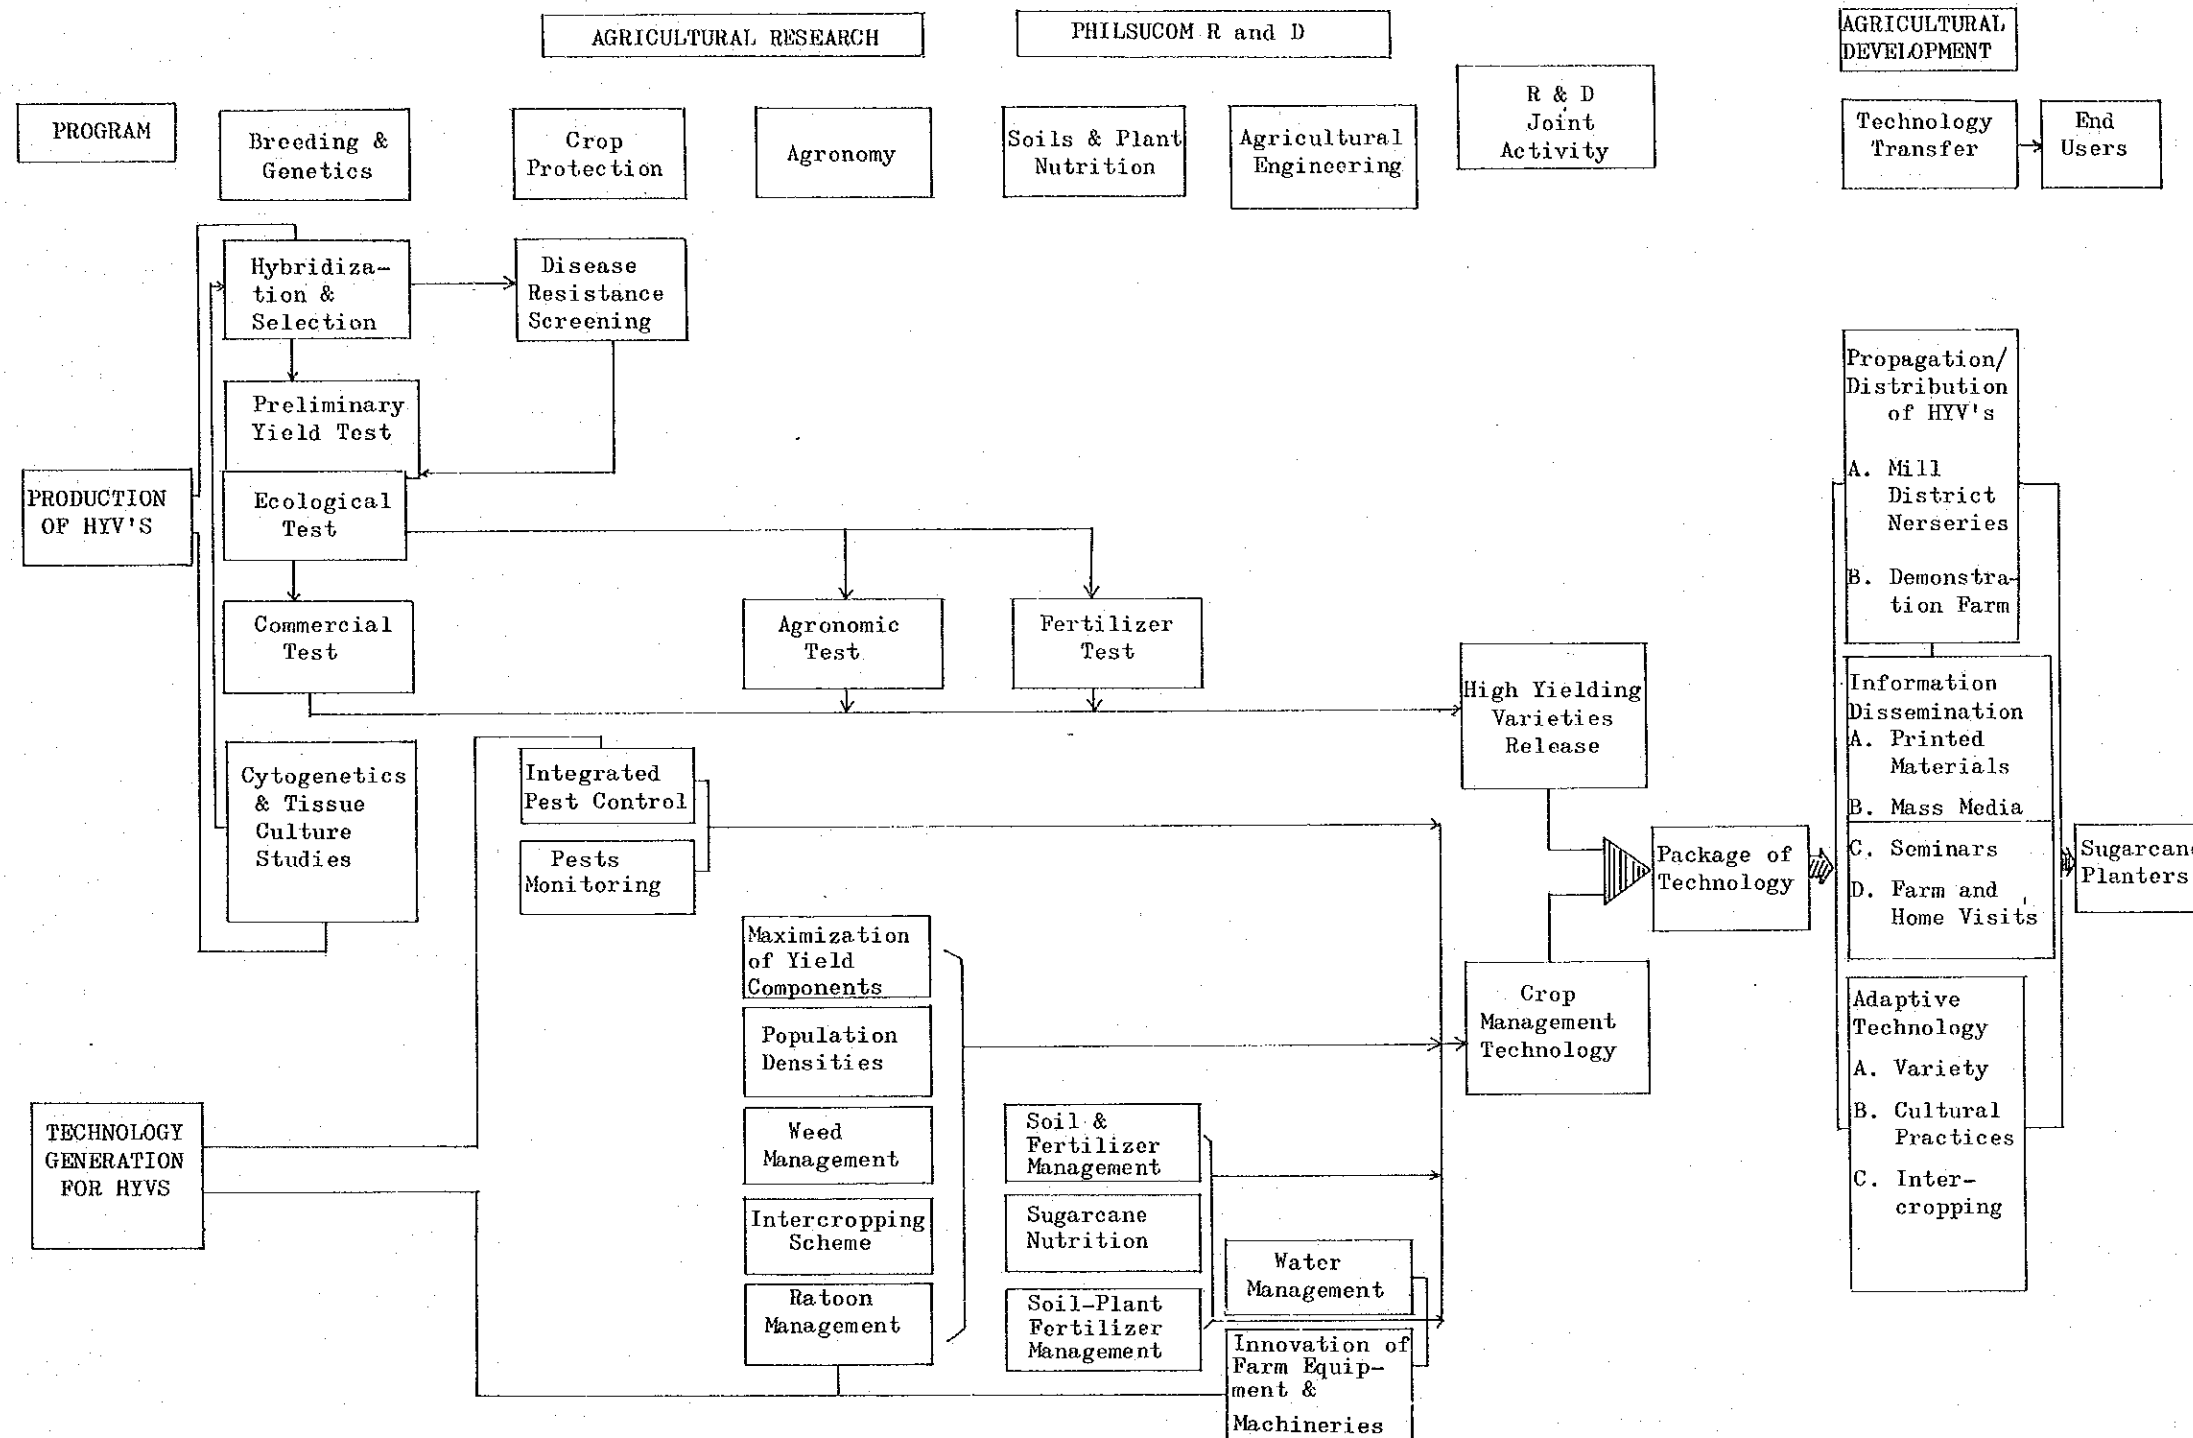 AGRICULTURAL RESEARCH
PHILSUCOM R and D
AGRICULTURAL
DEVELOPMENT
PROGRAM
Breeding &
Genetics
Crop
Protection
Agronomy
Soils & Plant
Nutrition
Agricultural
Engineering
R & D
Joint
Activity
Technology
Transfer
End
Users
PRODUCTION
OF HYV'S
Hybridiza-
tion &
Selection
Disease
Resistance
Screening
Preliminary
Yield Test
Ecological
Test
Commercial
Test
Agronomic
Test
Fertilizer
Test
Cytogenetics
& Tissue
Culture
Studies
High Yielding
Varieties
Release
TECHNOLOGY
GENERATION
FOR HYVS
Integrated
Pest Control
Pests
Monitoring
Maximization
of Yield
Components
Population
Densities
Weed
Management
Intercropping
Scheme
Ratoon
Management
Soil &
Fertilizer
Management
Sugarcane
Nutrition
Soil-Plant
Fertilizer
Management
Water
Management
Innovation of
Farm Equip-
ment &
Machineries
Crop
Management
Technology
Package of
Technology
Propagation/
Distribution
of HYV's
A. Mill
District
Nerseries
B. Demonstra-
tion Farm
Information
Dissemination
A. Printed
Materials
B. Mass Media
C. Seminars
D. Farm and
Home Visits
Adaptive
Technology
A. Variety
B. Cultural
Practices
C. Inter-
cropping
Sugarcane
Planters